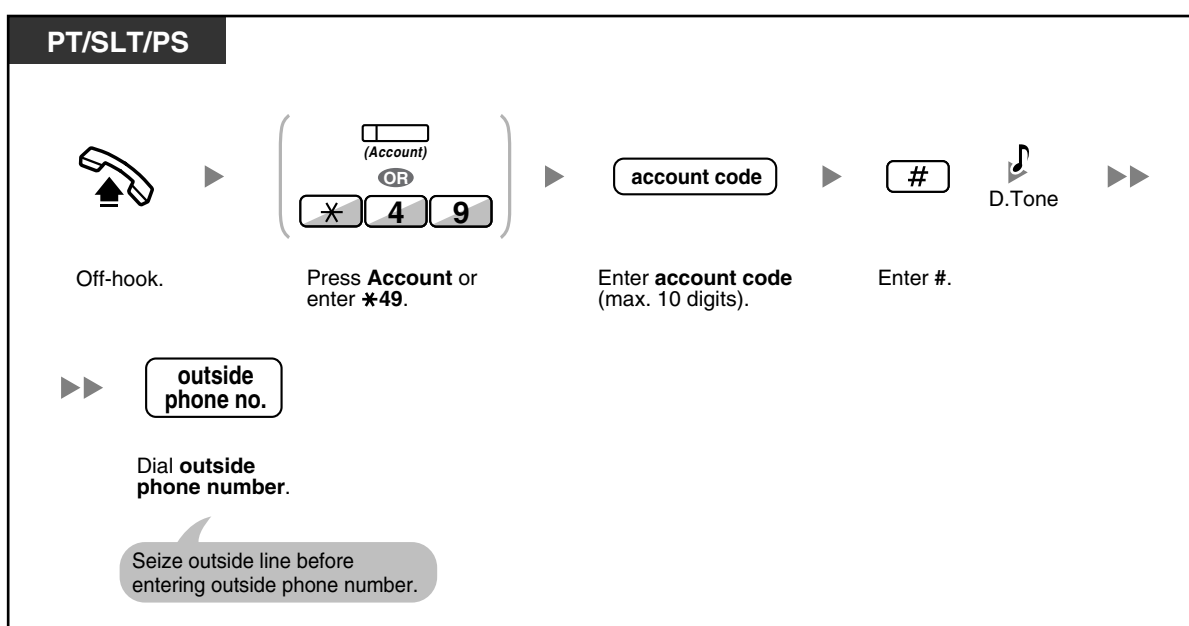 PT/SLT/PS
(Account)
OR
* 4 9
account code
#
D.Tone
Off-hook.
Press Account or
enter *49.
Enter account code
(max. 10 digits).
Enter #.
outside
phone no.
Dial outside
phone number.
Seize outside line before
entering outside phone number.